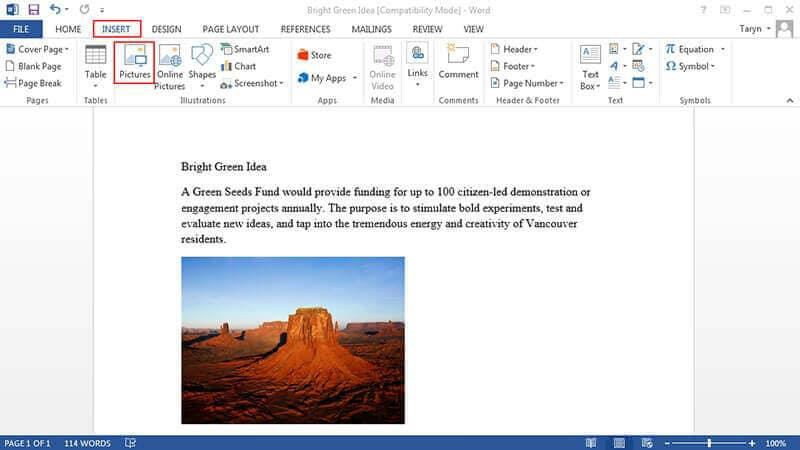 Bright Green Idea [Compatibility Mode] - Word
FILE HOME INSERT DESIGN PAGE LAYOUT REFERENCES MAILINGS REVIEW VIEW Taryn
Cover Page
Blank Page
Page Break
Pages
Table
Tables
Pictures
Online Pictures
Shapes
SmartArt
Chart
Screenshot
Illustrations
Store
My Apps
Apps
Online Video
Media
Links
Comment
Comments
Header
Footer
Page Number
Header & Footer
Text Box
Text
Equation
Symbol
Symbols
Bright Green Idea
A Green Seeds Fund would provide funding for up to 100 citizen-led demonstration or
engagement projects annually. The purpose is to stimulate bold experiments, test and
evaluate new ideas, and tap into the tremendous energy and creativity of Vancouver
residents.
PAGE 1 OF 1 114 WORDS 100%